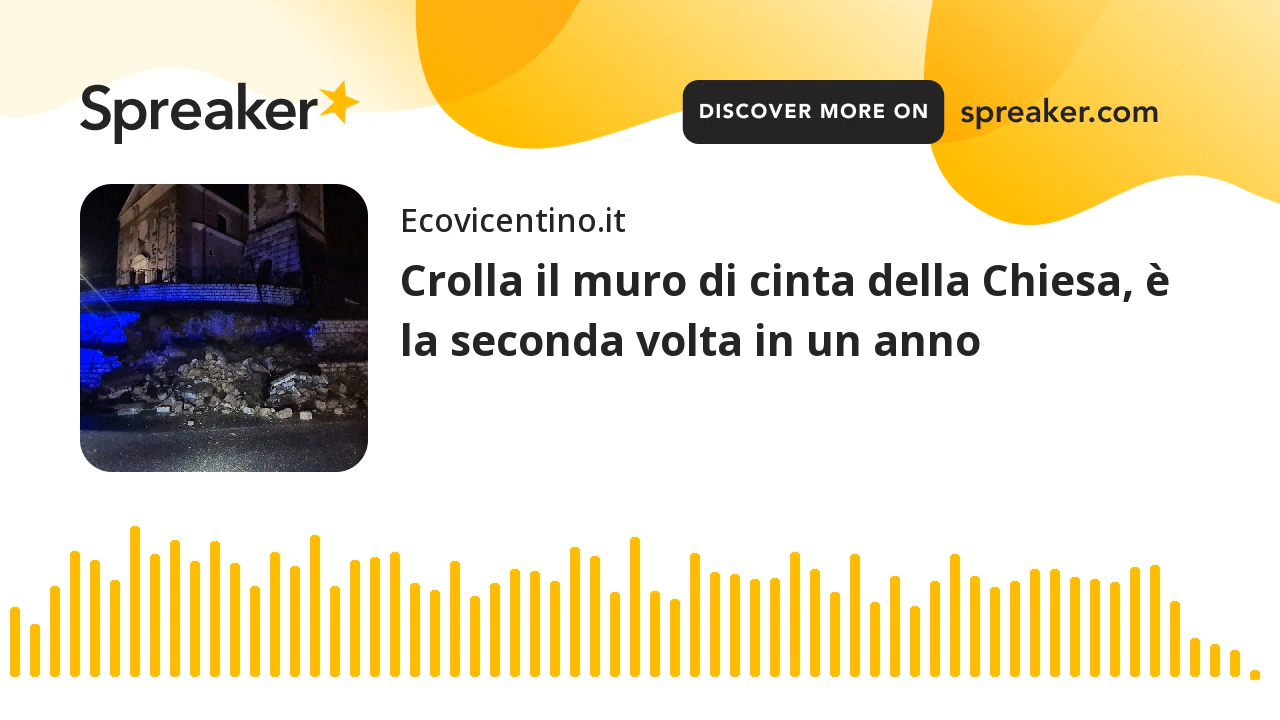 Spreaker
DISCOVER MORE ON
spreaker.com
Ecovicentino.it
Crolla il muro di cinta della Chiesa, è
la seconda volta in un anno